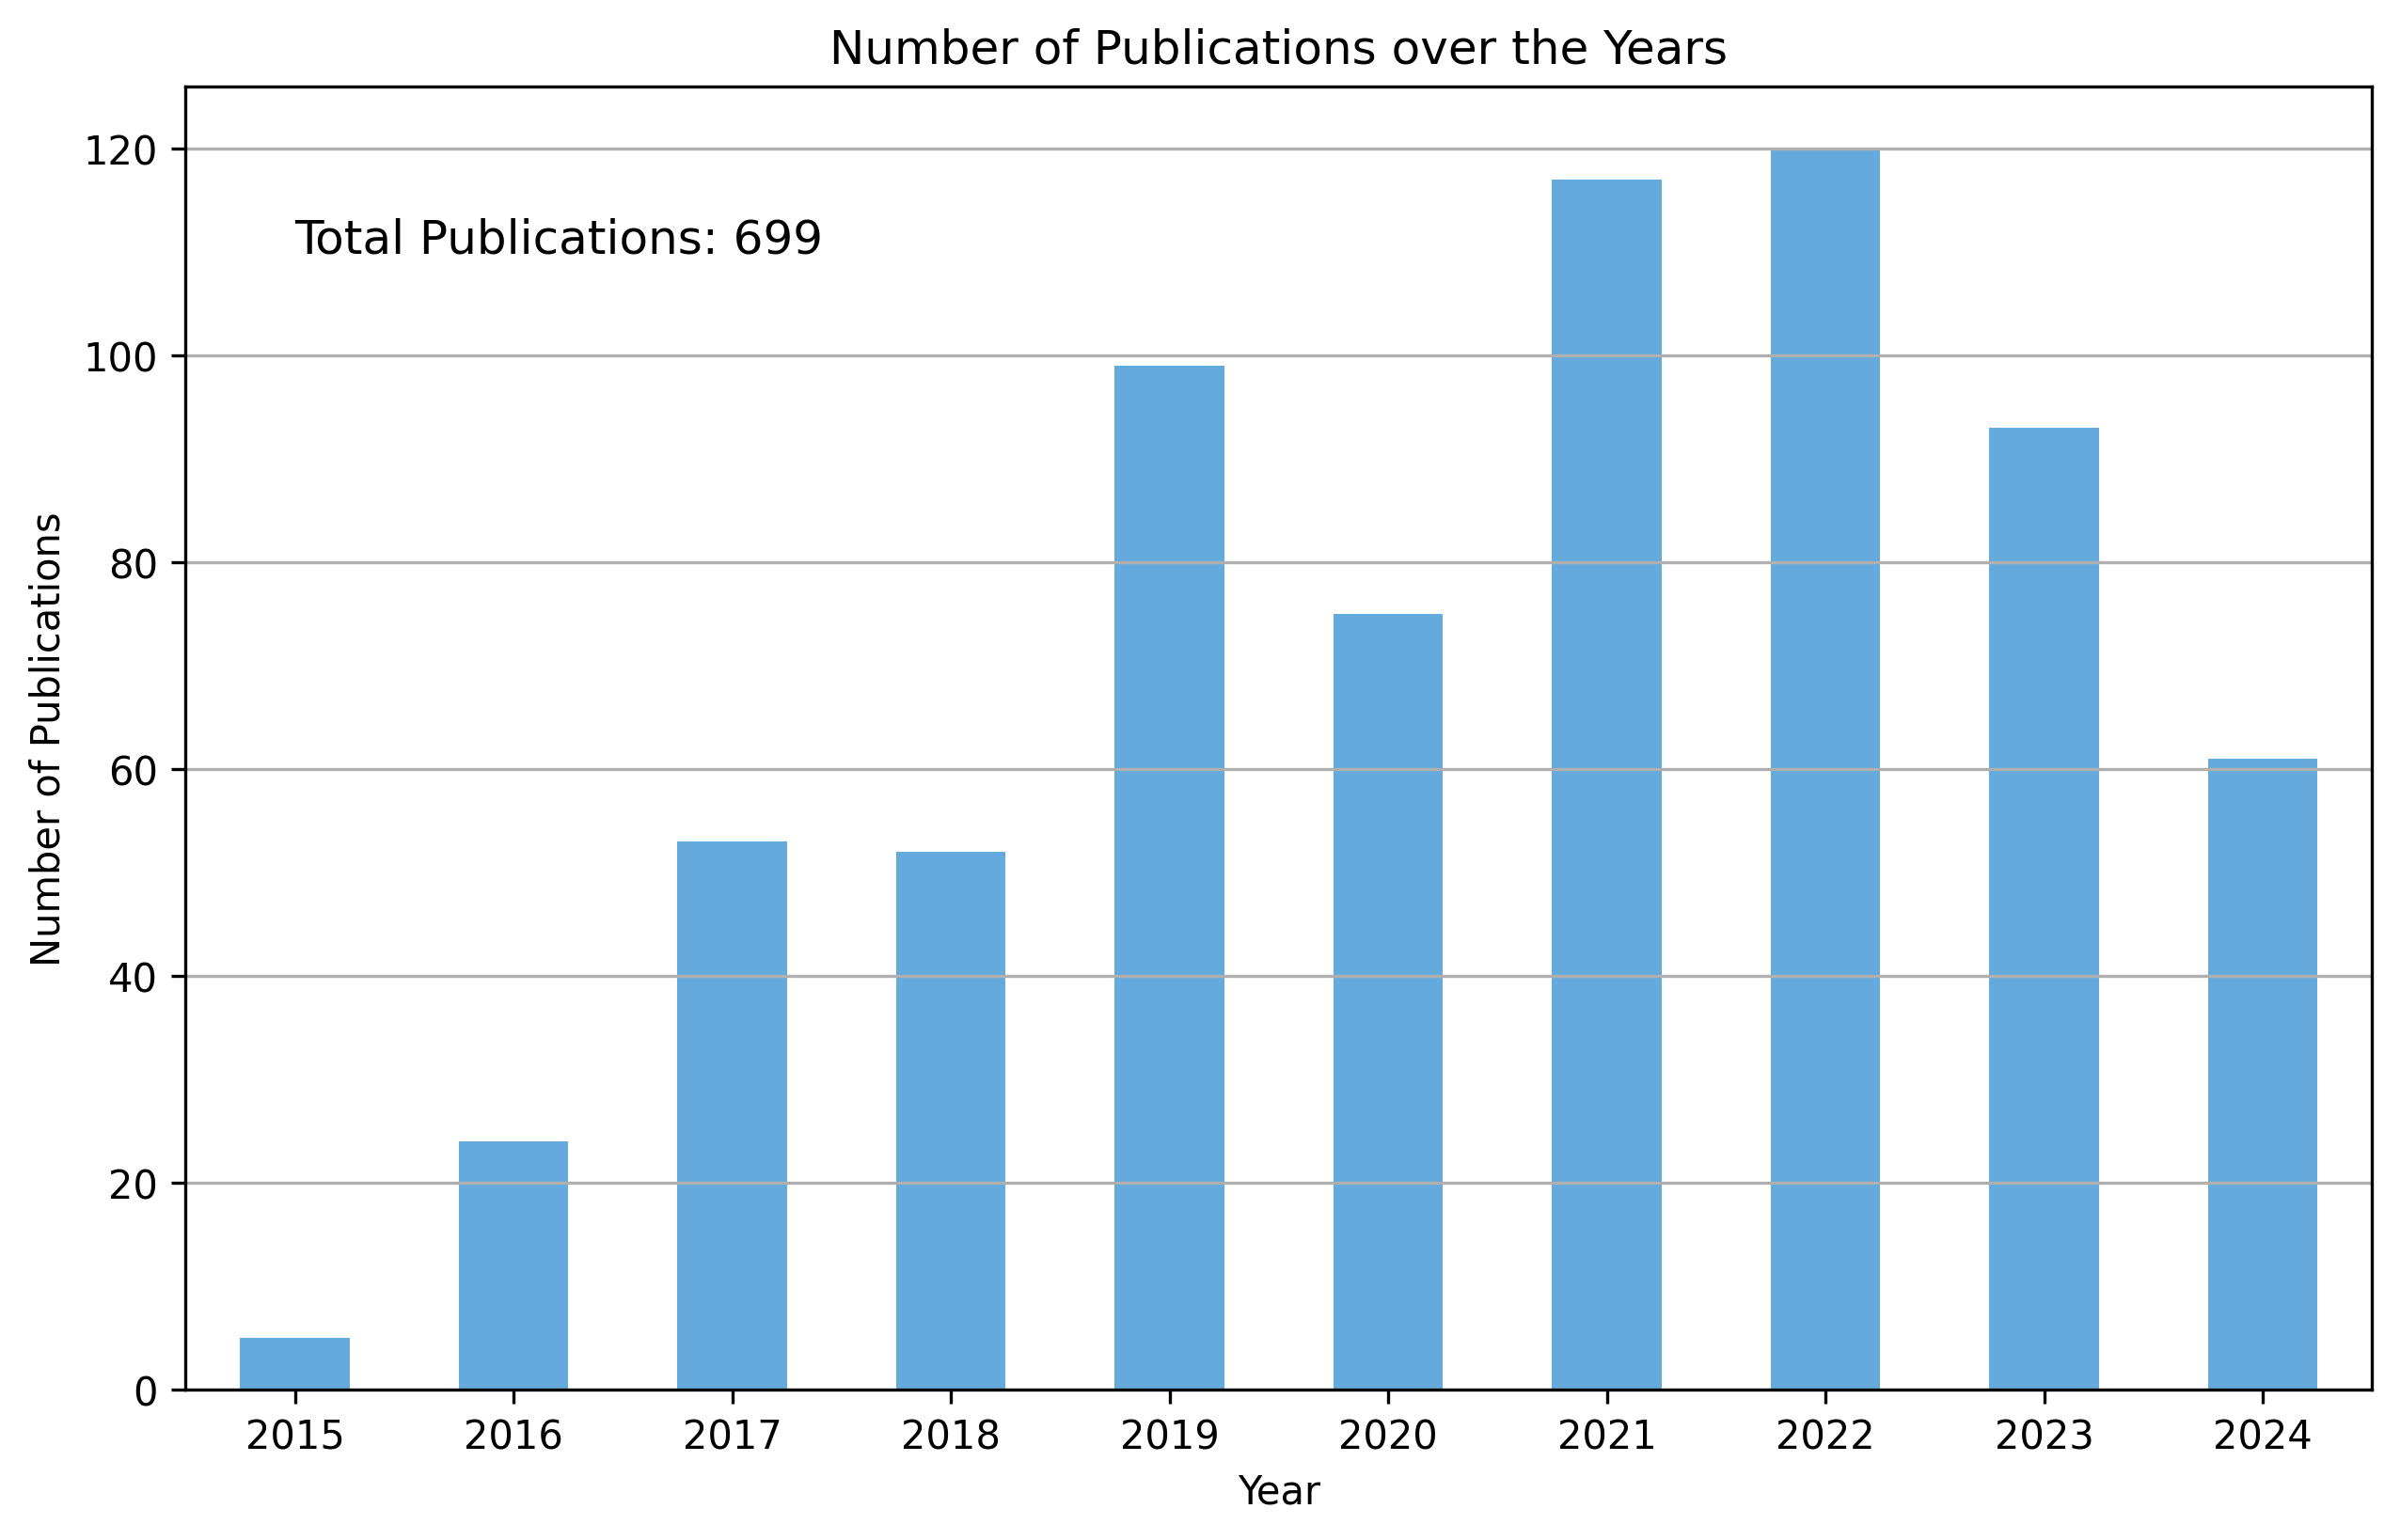 Number of Publications over the Years
Total Publications: 699
Number of Publications
120
100
80
60
40
20
0
2015 2016 2017 2018 2019 2020 2021 2022 2023 2024
Year